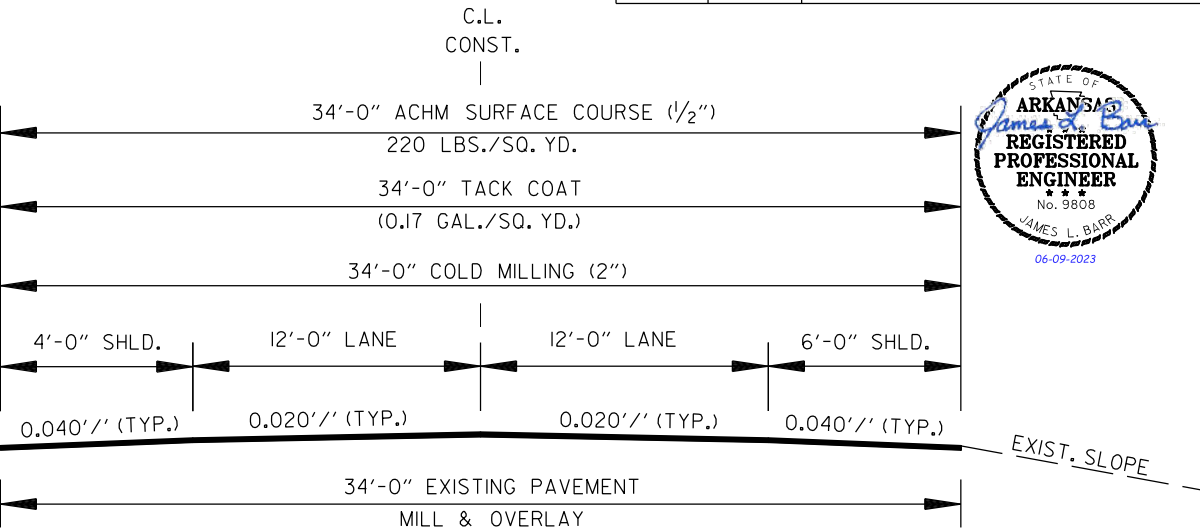 C.L.
CONST.
34'-0" ACHM SURFACE COURSE (1/2")
220 LBS./SQ. YD.
34'-0" TACK COAT
(0.17 GAL./SQ. YD.)
34'-0" COLD MILLING (2")
4'-0" SHLD.
12'-0" LANE
12'-0" LANE
6'-0" SHLD.
0.040'/' (TYP.)
0.020'/' (TYP.)
0.020'/' (TYP.)
0.040'/' (TYP.)
EXIST. SLOPE
34'-0" EXISTING PAVEMENT
MILL & OVERLAY
STATE OF
ARKANSAS
James L. Barr
REGISTERED
PROFESSIONAL
ENGINEER
★ ★ ★
No. 9808
JAMES L. BARR
06-09-2023